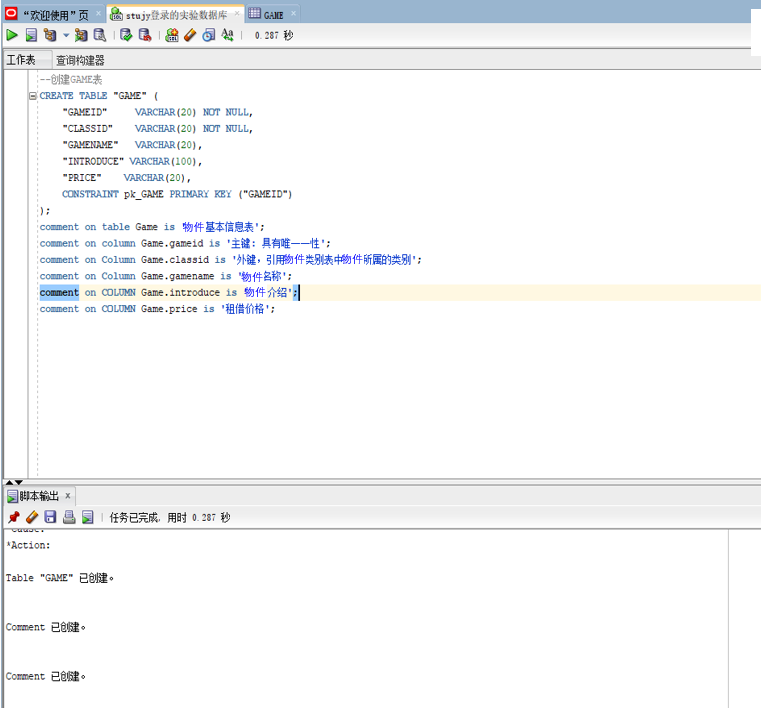 “欢迎使用”页
stujy登录的实验数据库
GAME
0.287 秒
工作表 查询构建器
--创建GAME表
CREATE TABLE "GAME" (
"GAMEID" VARCHAR(20) NOT NULL,
"CLASSID" VARCHAR(20) NOT NULL,
"GAMENAME" VARCHAR(20),
"INTRODUCE" VARCHAR(100),
"PRICE" VARCHAR(20),
CONSTRAINT pk_GAME PRIMARY KEY ("GAMEID")
);
comment on table Game is '物件基本信息表';
comment on column Game.gameid is '主键: 具有唯一一性';
comment on Column Game.classid is '外键，引用物件类别表中物件所属的类别';
comment on Column Game.gamename is '物件名称';
comment on COLUMN Game.introduce is '物件介绍';
comment on COLUMN Game.price is '租借价格';
脚本输出 x
任务已完成, 用时 0.287 秒
*Cause:
*Action:
Table "GAME" 已创建。
Comment 已创建。
Comment 已创建。